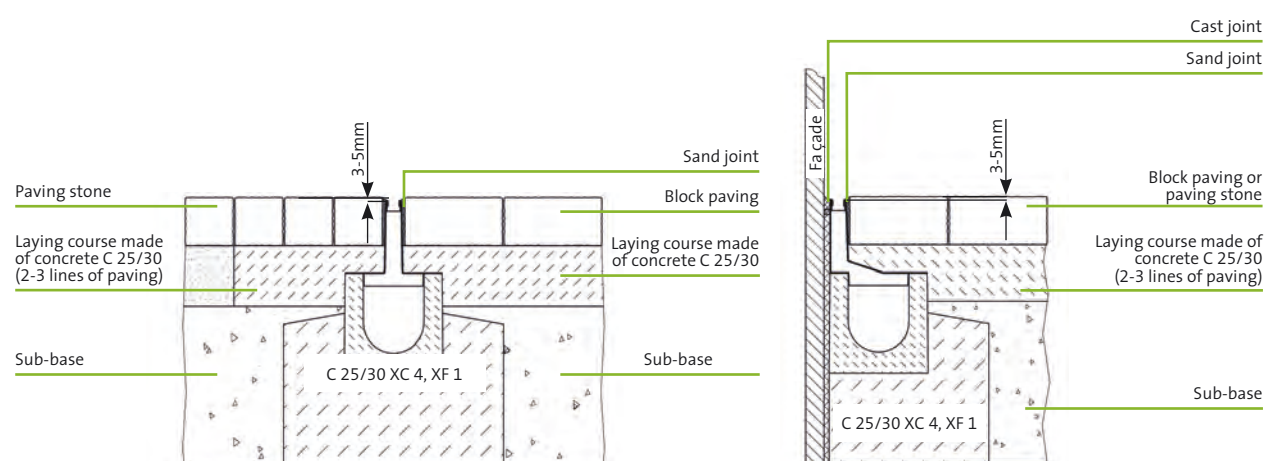 3-5mm
Paving stone
Laying course made
of concrete C 25/30
(2-3 lines of paving)
Sub-base
Sand joint
Block paving
Laying course made
of concrete C 25/30
Sub-base
C 25/30 XC 4, XF 1
Cast joint
Sand joint
Fa çade
3-5mm
Block paving or
paving stone
Laying course made of
concrete C 25/30
(2-3 lines of paving)
Sub-base
C 25/30 XC 4, XF 1